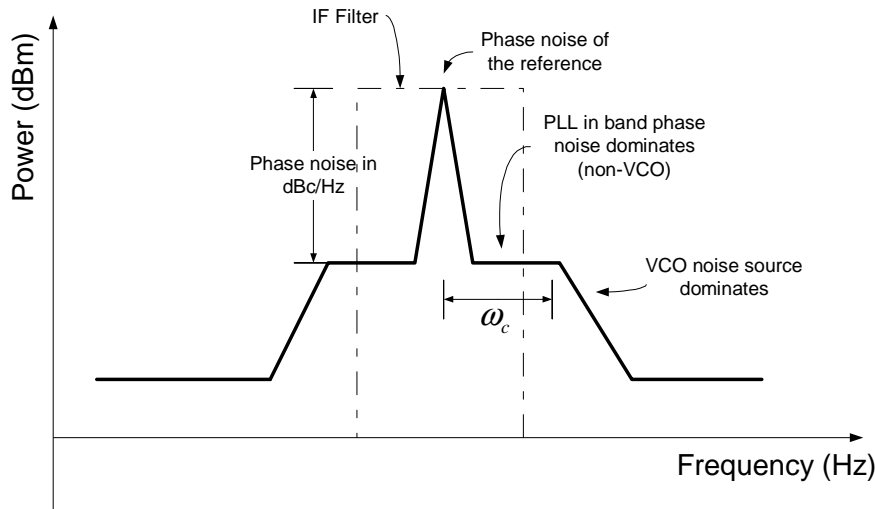 IF Filter
Phase noise of
the reference
Power (dBm)
Phase noise in
dBc/Hz
PLL in band phase
noise dominates
(non-VCO)
VCO noise source
dominates
ω_c
Frequency (Hz)